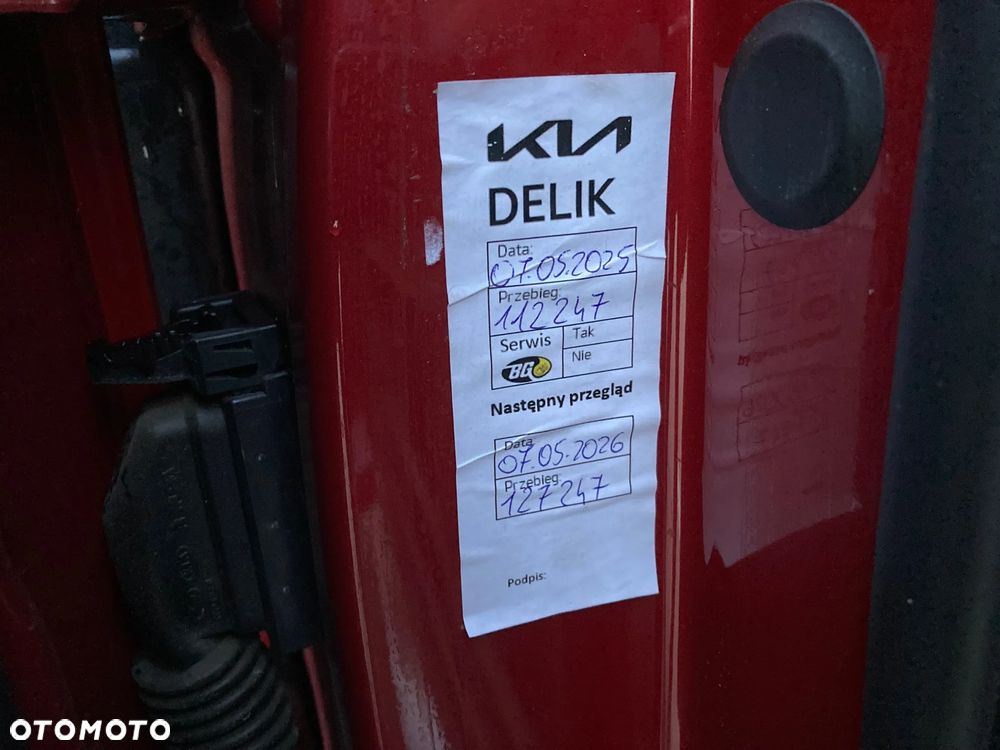 KIA
DELIK
Data:
07.05.2025
Przebieg:
112247
Serwis
Tak
BG
Nie
Następny przegląd
Data
07.05.2026
Przebieg:
127247
Podpis:
OTOMOTO